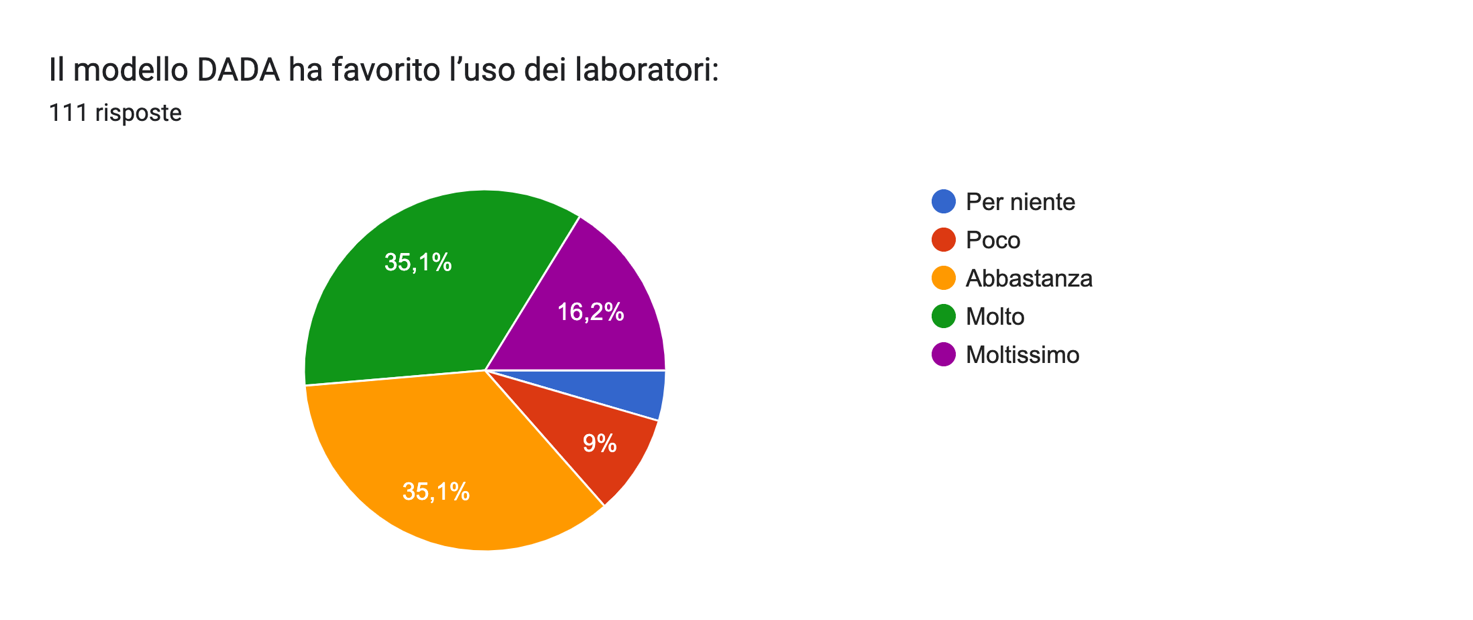 Il modello DADA ha favorito l’uso dei laboratori:
111 risposte
35,1%
16,2%
9%
35,1%
Per niente
Poco
Abbastanza
Molto
Moltissimo